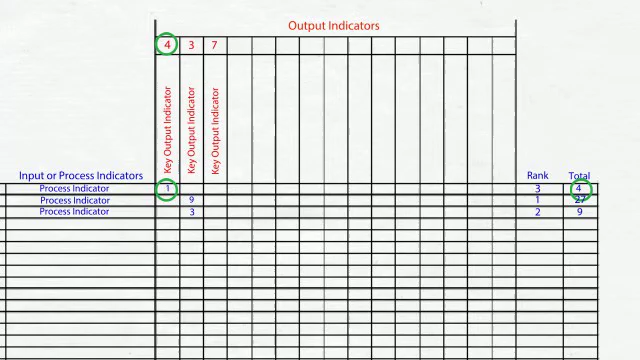 Output Indicators
4 3 7
Key Output Indicator
Key Output Indicator
Key Output Indicator
Input or Process Indicators Rank Total
Process Indicator 1 3 4
Process Indicator 9 1 27
Process Indicator 3 2 9